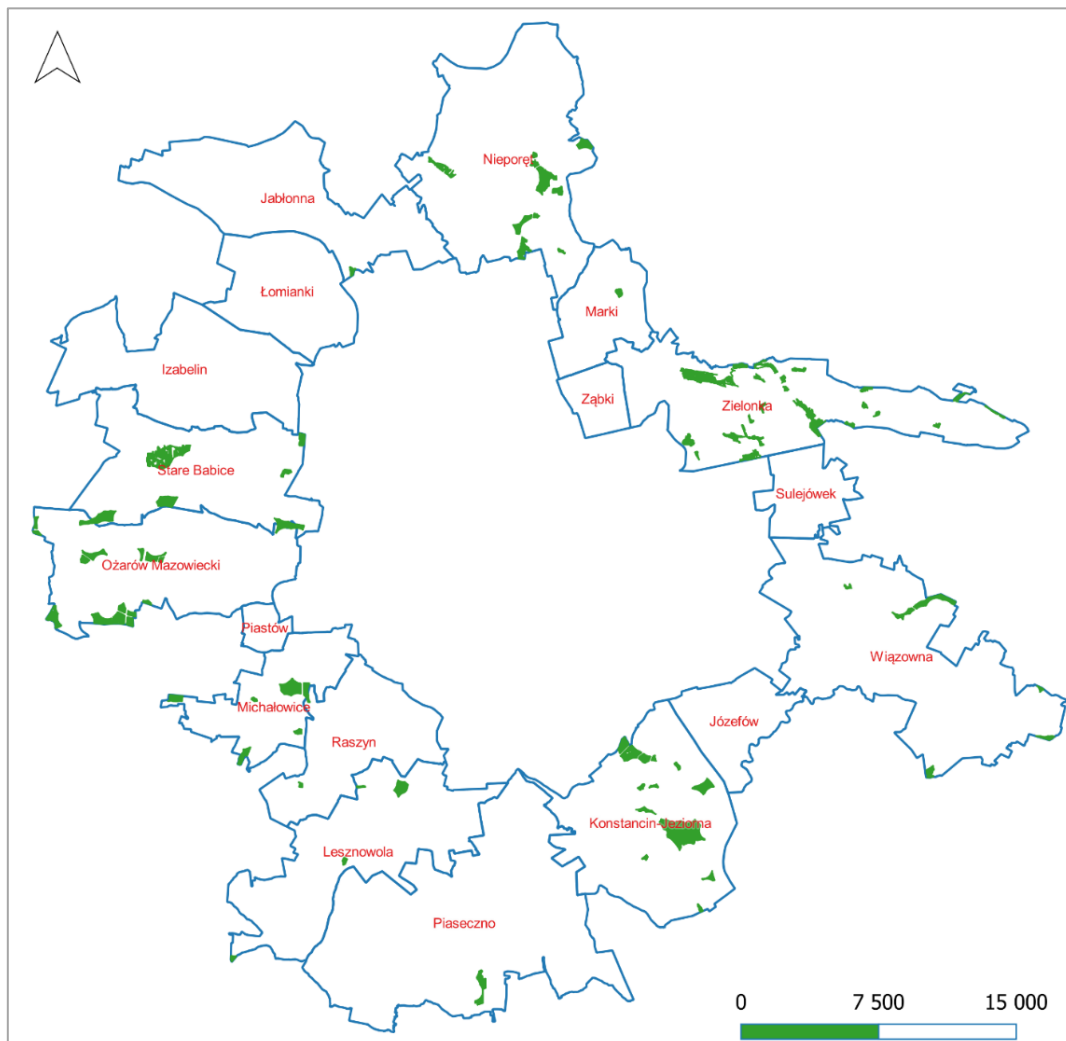 Nieporęt
Jabłonna
Łomianki
Marki
Izabelin
Ząbki
Zielonka
Stare Babice
Sulejówek
Ożarów Mazowiecki
Piastów
Wiązowna
Michałowice
Józefów
Raszyn
Konstancin-Jeziorna
Lesznowola
Piaseczno
0 7 500 15 000